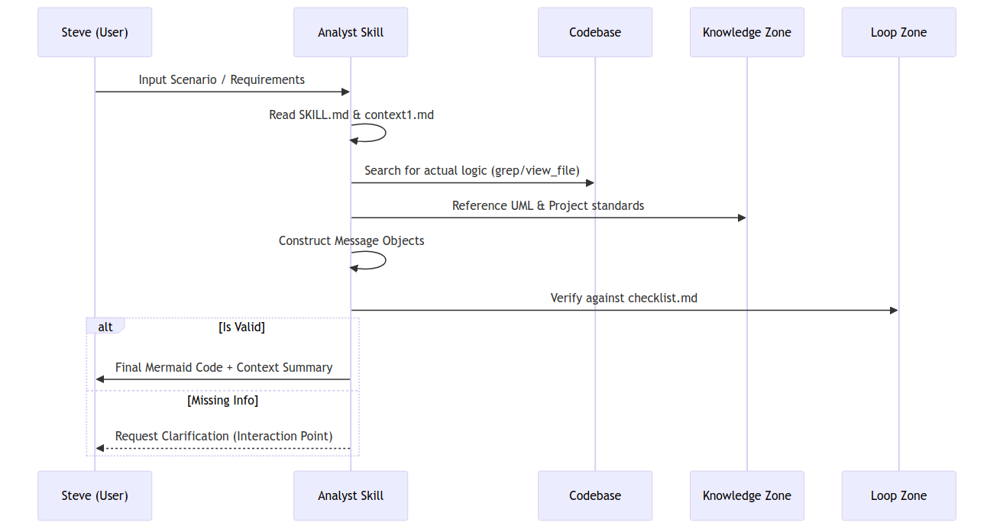 Steve (User)
Analyst Skill
Codebase
Knowledge Zone
Loop Zone
Input Scenario / Requirements
Read SKILL.md & context1.md
Search for actual logic (grep/view_file)
Reference UML & Project standards
Construct Message Objects
Verify against checklist.md
alt
[Is Valid]
Final Mermaid Code + Context Summary
[Missing Info]
Request Clarification (Interaction Point)
Steve (User)
Analyst Skill
Codebase
Knowledge Zone
Loop Zone